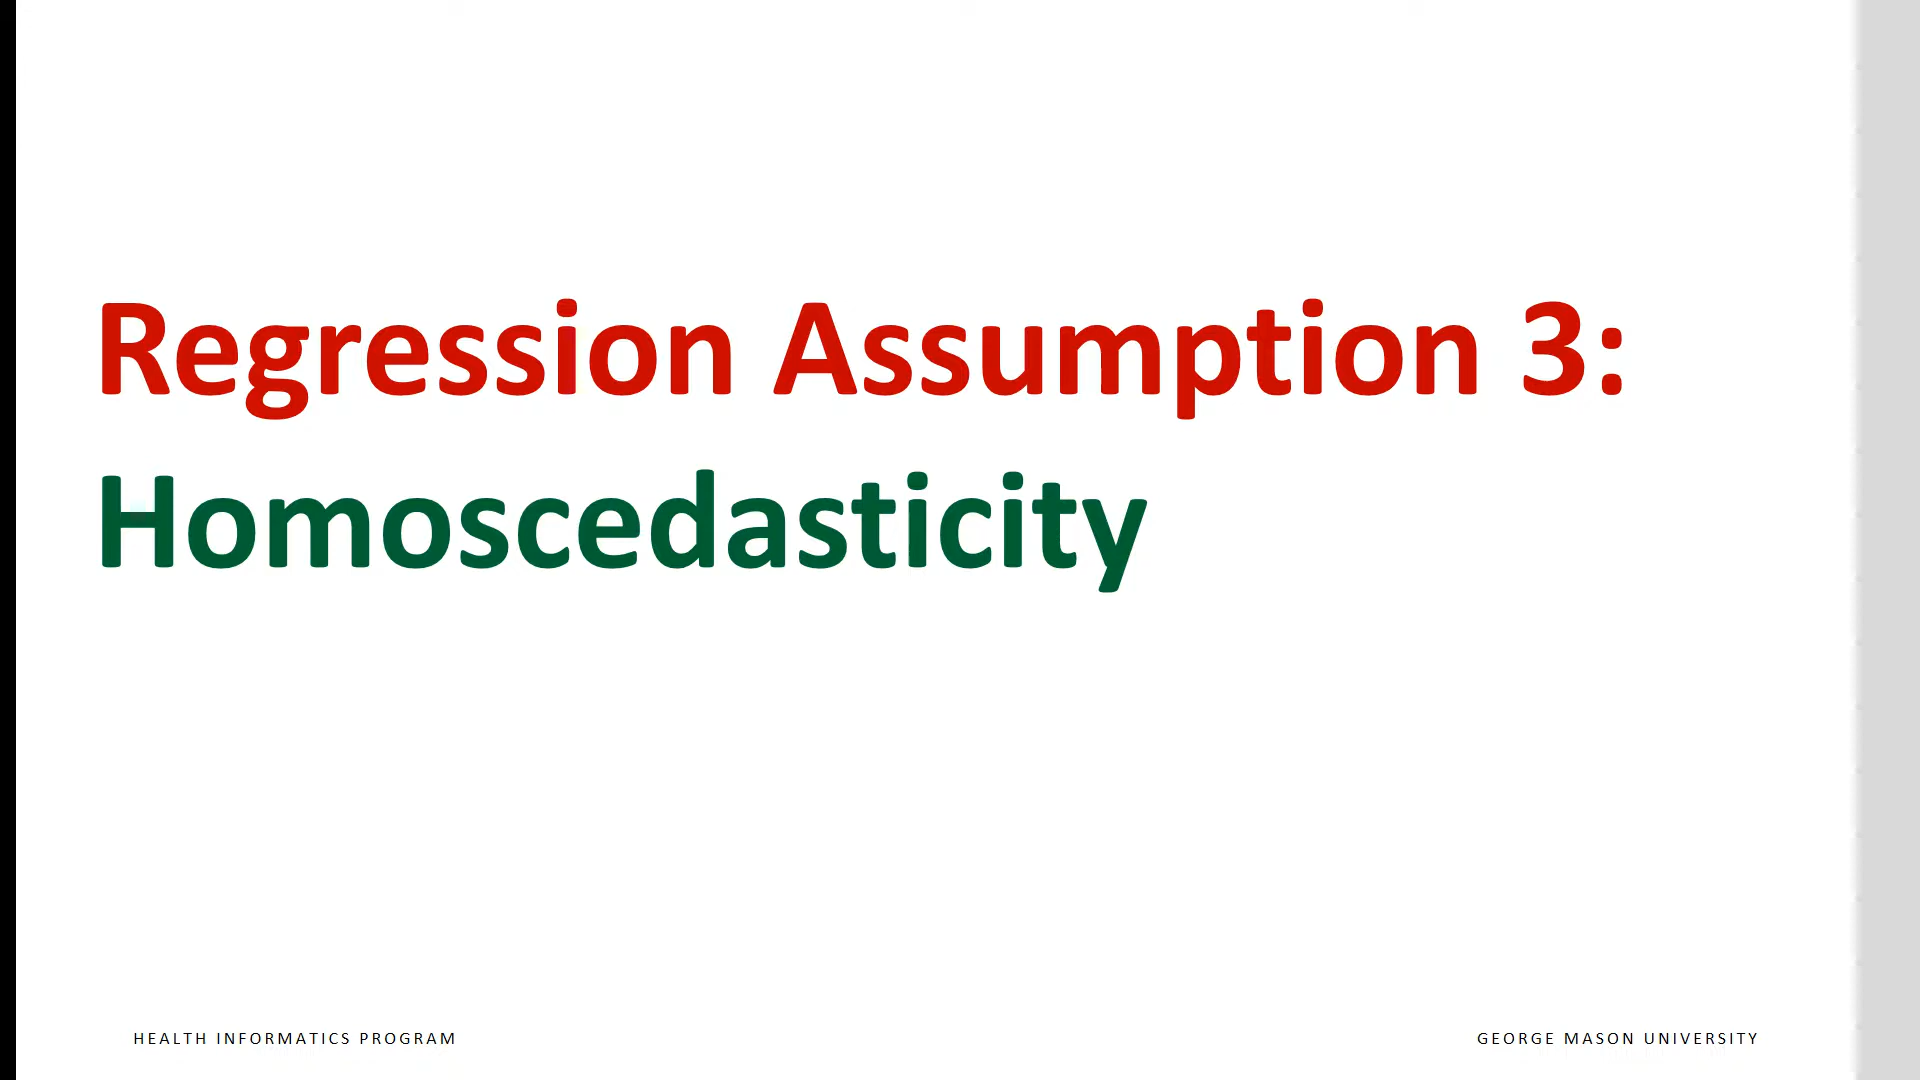 Regression Assumption 3:
Homoscedasticity
HEALTH INFORMATICS PROGRAM
GEORGE MASON UNIVERSITY